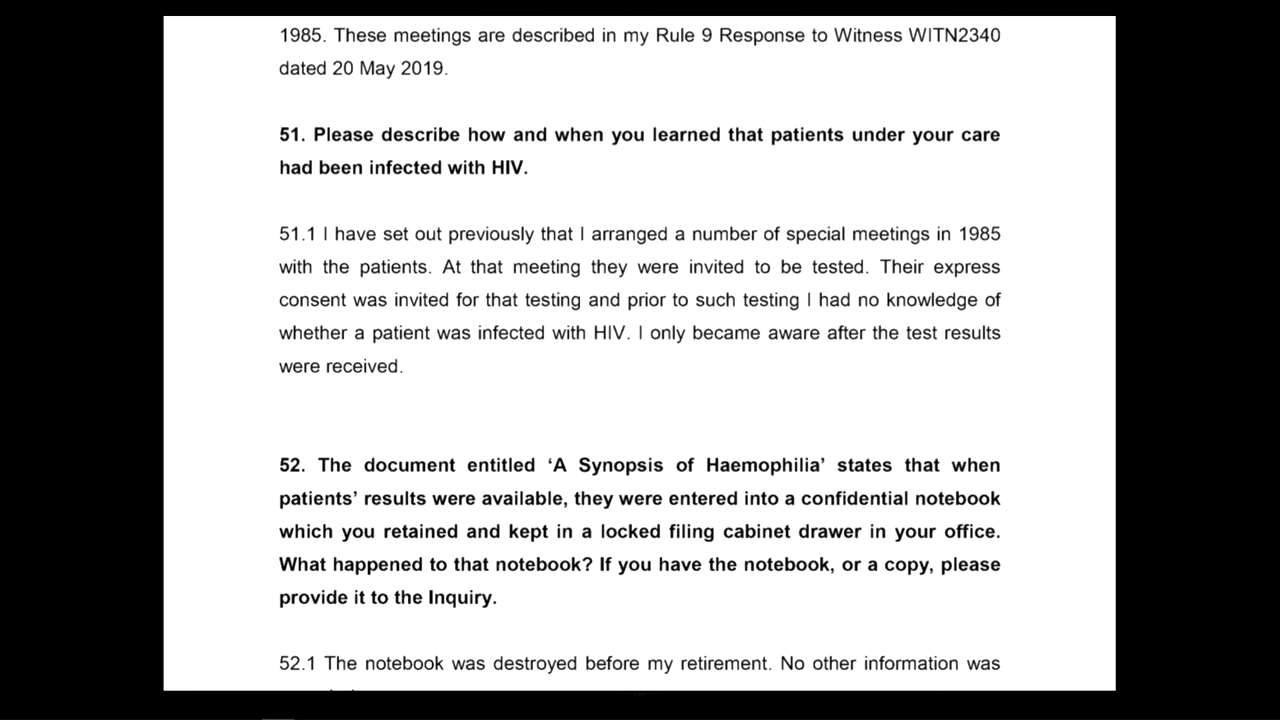 1985. These meetings are described in my Rule 9 Response to Witness WITN2340
dated 20 May 2019.
51. Please describe how and when you learned that patients under your care
had been infected with HIV.
51.1 I have set out previously that I arranged a number of special meetings in 1985
with the patients. At that meeting they were invited to be tested. Their express
consent was invited for that testing and prior to such testing I had no knowledge of
whether a patient was infected with HIV. I only became aware after the test results
were received.
52. The document entitled ‘A Synopsis of Haemophilia’ states that when
patients’ results were available, they were entered into a confidential notebook
which you retained and kept in a locked filing cabinet drawer in your office.
What happened to that notebook? If you have the notebook, or a copy, please
provide it to the Inquiry.
52.1 The notebook was destroyed before my retirement. No other information was